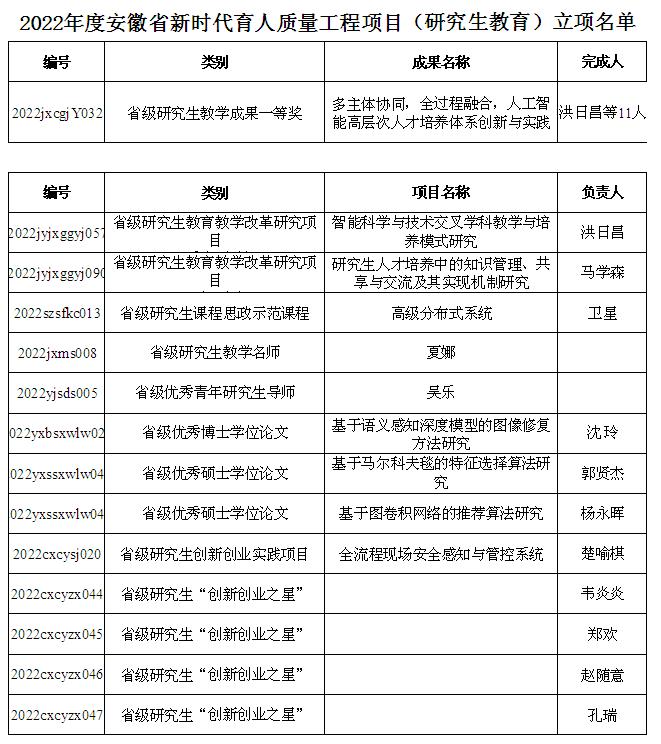 2022年度安徽省新时代育人质量工程项目（研究生教育）立项名单
编号 类别 成果名称 完成人
2022jxcgjY032 省级研究生教学成果一等奖 多主体协同，全过程融合，人工智
能高层次人才培养体系创新与实践 洪日昌等11人
编号 类别 项目名称 负责人
2022jyjxggyj057 省级研究生教育教学改革研究项
目 智能科学与技术交叉学科教学与培
养模式研究 洪日昌
2022jyjxggyj090 省级研究生教育教学改革研究项
目 研究生人才培养中的知识管理、共
享与交流及其实现机制研究 马学森
2022szsfkc013 省级研究生课程思政示范课程 高级分布式系统 卫星
2022jxms008 省级研究生教学名师 夏娜
2022yjsds005 省级优秀青年研究生导师 吴乐
022yxbsxwlw02 省级优秀博士学位论文 基于语义感知深度模型的图像修复
方法研究 沈玲
022yxssxwlw04 省级优秀硕士学位论文 基于马尔科夫毯的特征选择算法研
究 郭贤杰
022yxssxwlw04 省级优秀硕士学位论文 基于图卷积网络的推荐算法研究 杨永晖
2022cxcysj020 省级研究生创新创业实践项目 全流程现场安全感知与管控系统 楚喻棋
2022cxcyzx044 省级研究生“创新创业之星” 韦炎炎
2022cxcyzx045 省级研究生“创新创业之星” 郑欢
2022cxcyzx046 省级研究生“创新创业之星” 赵随意
2022cxcyzx047 省级研究生“创新创业之星” 孔瑞